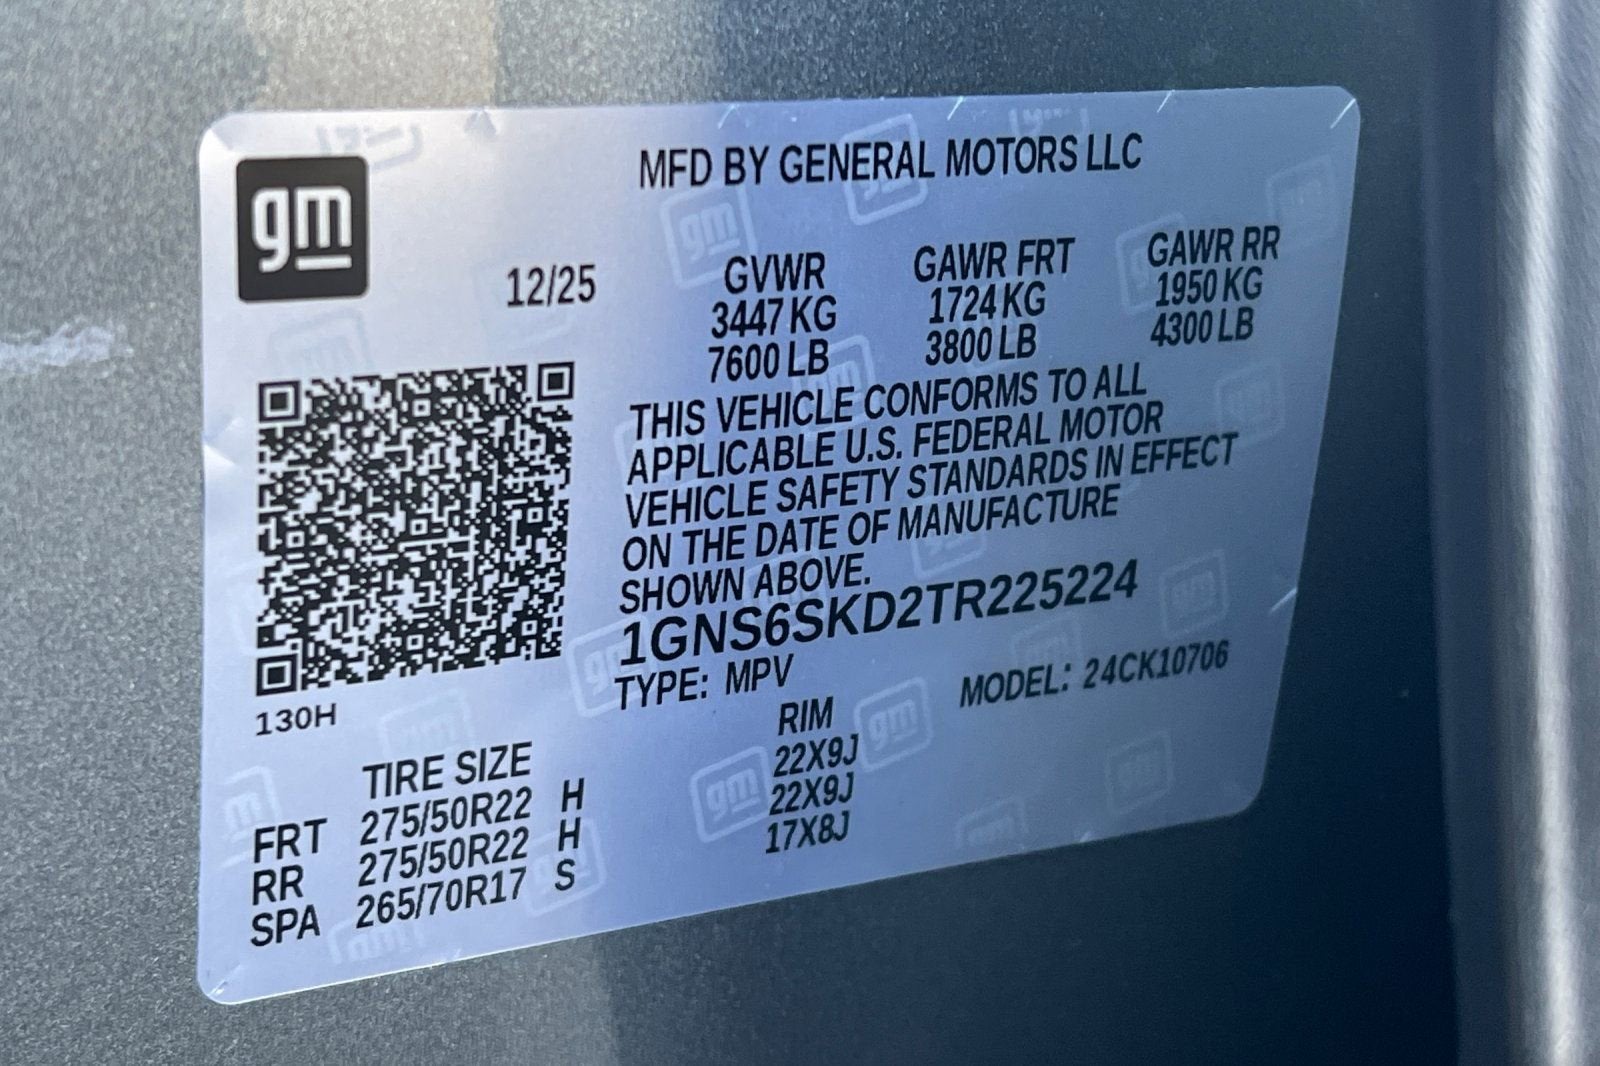 gm
MFD BY GENERAL MOTORS LLC
12/25
GVWR GAWR FRT GAWR RR
3447 KG 1724 KG 1950 KG
7600 LB 3800 LB 4300 LB
THIS VEHICLE CONFORMS TO ALL
APPLICABLE U.S. FEDERAL MOTOR
VEHICLE SAFETY STANDARDS IN EFFECT
ON THE DATE OF MANUFACTURE
SHOWN ABOVE.
1GNS6SKD2TR225224
TYPE: MPV MODEL: 24CK10706
130H
TIRE SIZE RIM
FRT 275/50R22 H 22X9J
RR 275/50R22 H 22X9J
SPA 265/70R17 S 17X8J